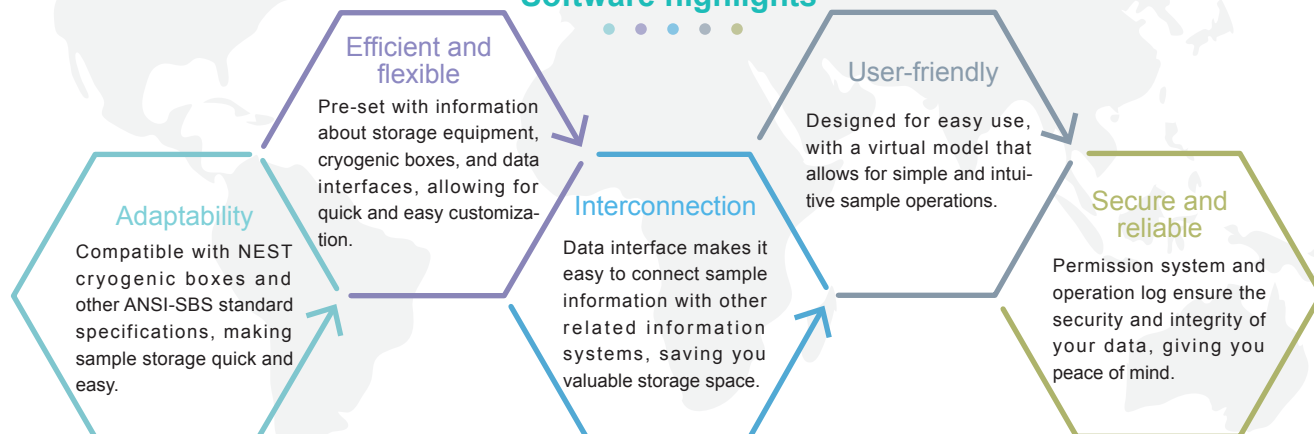 Software highlights
Efficient and
flexible
Pre-set with information
about storage equipment,
cryogenic boxes, and data
interfaces, allowing for
quick and easy customiza-
tion.
User-friendly
Designed for easy use,
with a virtual model that
allows for simple and intui-
tive sample operations.
Adaptability
Compatible with NEST
cryogenic boxes and
other ANSI-SBS standard
specifications, making
sample storage quick and
easy.
Interconnection
Data interface makes it
easy to connect sample
information with other
related information
systems, saving you
valuable storage space.
Secure and
reliable
Permission system and
operation log ensure the
security and integrity of
your data, giving you
peace of mind.